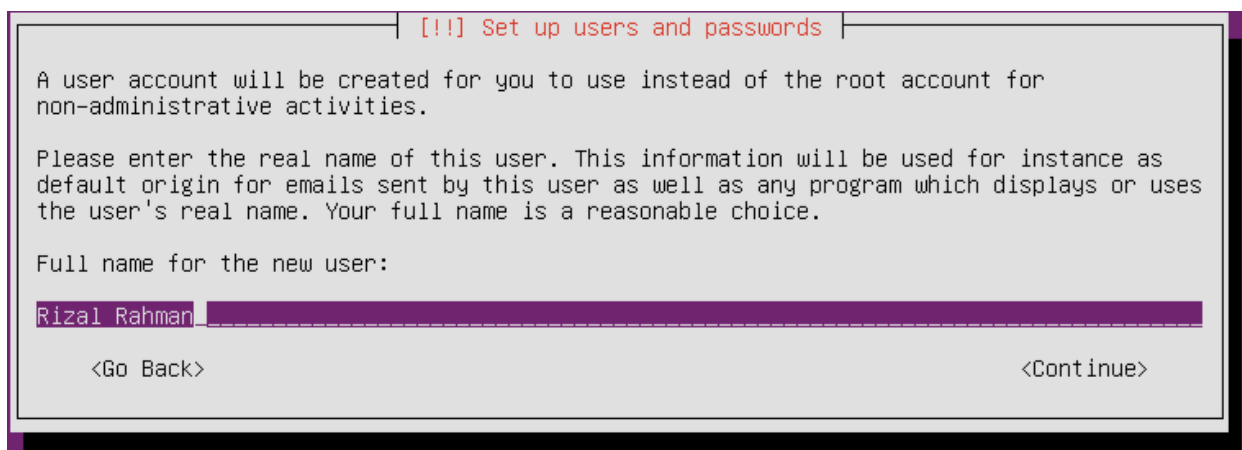 [!!] Set up users and passwords
A user account will be created for you to use instead of the root account for
non-administrative activities.
Please enter the real name of this user. This information will be used for instance as
default origin for emails sent by this user as well as any program which displays or uses
the user's real name. Your full name is a reasonable choice.
Full name for the new user:
Rizal Rahman
<Go Back> <Continue>